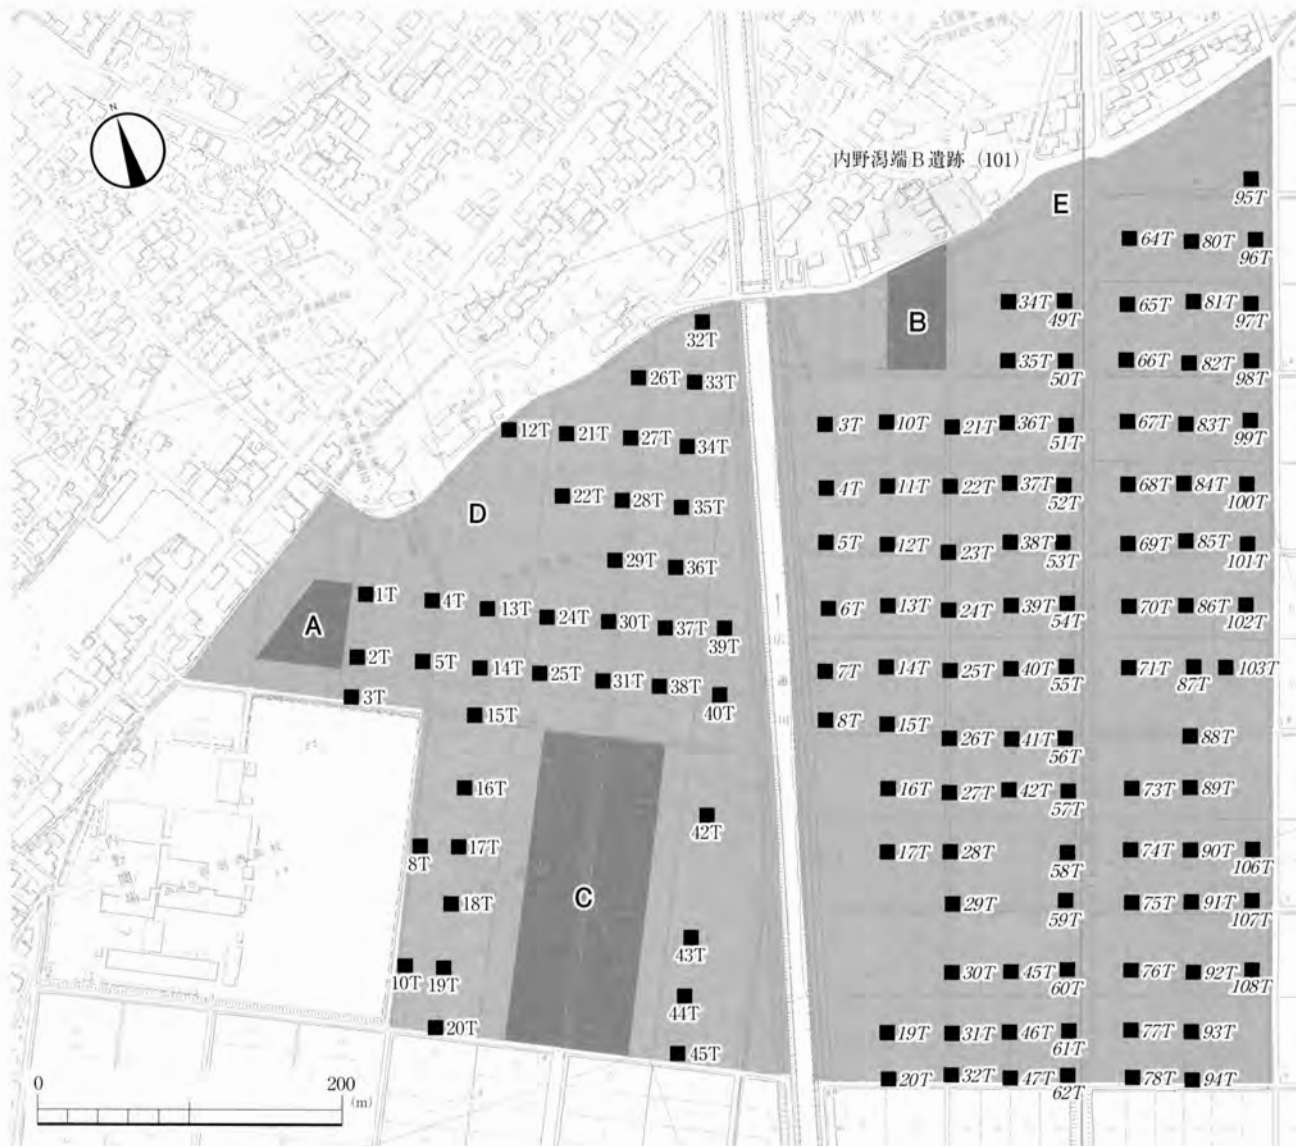 N
内野潟端B遺跡 (101)
E
95T
64T 80T
96T
34T
49T
65T 81T
97T
B
32T
35T
50T
66T 82T
98T
26T 33T
12T 21T 27T 34T
3T 10T 21T 36T
51T
67T 83T
99T
22T 28T 35T
D
4T 11T 22T 37T
52T
68T 84T
100T
29T 36T
5T 12T 23T 38T
53T
69T 85T
101T
1T 4T 13T 24T 30T 37T
39T
6T 13T 24T 39T
54T
70T 86T
102T
A
2T 5T 14T 25T 31T 38T
40T
7T 14T 25T 40T
55T
71T
87T
103T
3T
15T
8T 15T 26T 41T
56T
88T
16T
42T
16T 27T 42T
57T
73T 89T
8T
17T
17T 28T
58T
74T 90T
106T
18T
C
29T
59T
75T 91T
107T
43T
10T 19T
30T 45T
60T
76T 92T
108T
44T
20T
45T
19T 31T 46T
61T
77T 93T
20T 32T 47T
62T
78T 94T
0 200
(m)